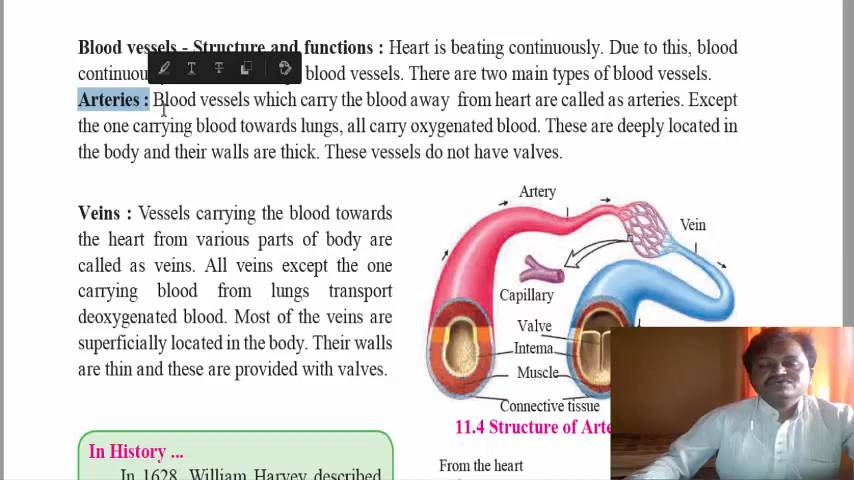 Blood vessels - Structure and functions : Heart is beating continuously. Due to this, blood
blood vessels. There are two main types of blood vessels.
Arteries : Blood vessels which carry the blood away from heart are called as arteries. Except
the one carrying blood towards lungs, all carry oxygenated blood. These are deeply located in
the body and their walls are thick. These vessels do not have valves.
Veins : Vessels carrying the blood towards
the heart from various parts of body are
called as veins. All veins except the one
carrying blood from lungs transport
deoxygenated blood. Most of the veins are
superficially located in the body. Their walls
are thin and these are provided with valves.
Artery
Vein
Capillary
Valve
Intema
Muscle
Connective tissue
11.4 Structure of
From the heart
In History ...
In 1628, William Harvey described